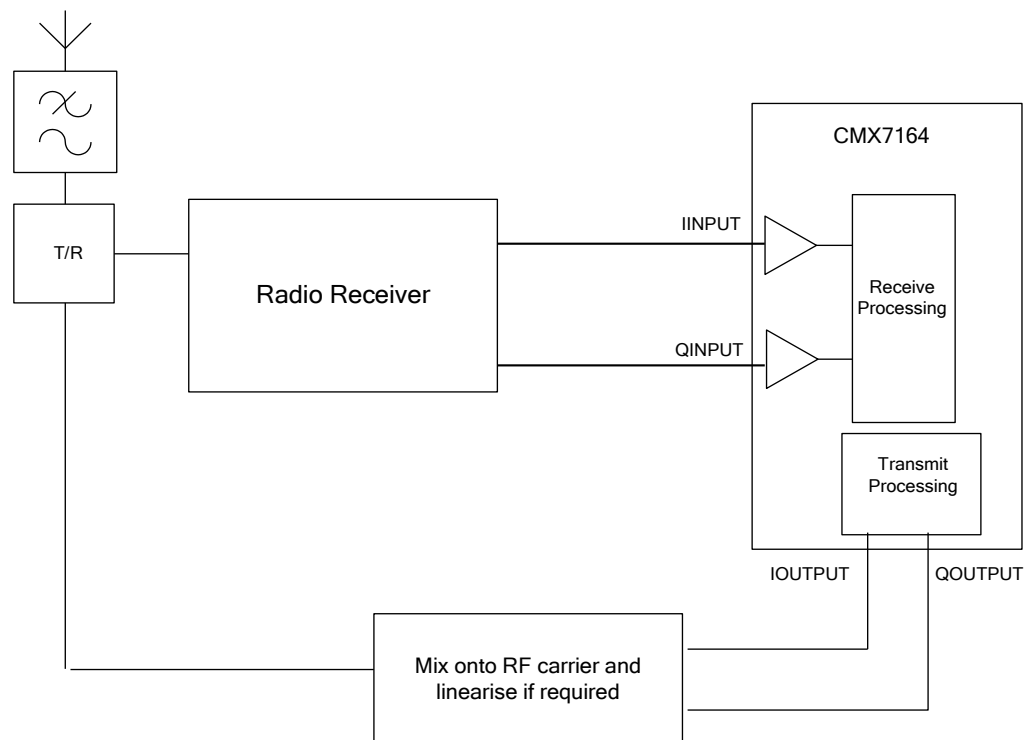 CMX7164
T/R
Radio Receiver
IINPUT
QINPUT
Receive
Processing
Transmit
Processing
IOUTPUT
QOUTPUT
Mix onto RF carrier and
linearise if required